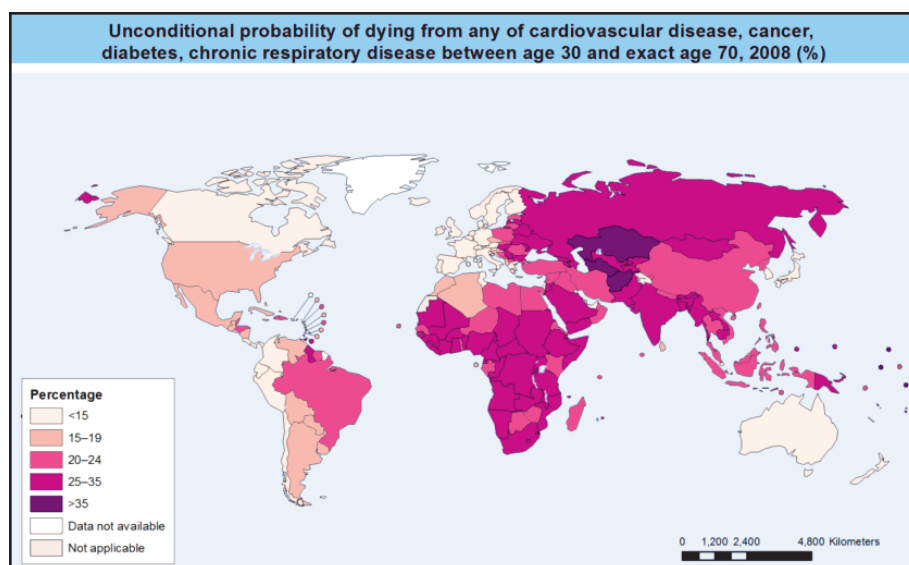 Unconditional probability of dying from any of cardiovascular disease, cancer,
diabetes, chronic respiratory disease between age 30 and exact age 70, 2008 (%)
Percentage
<15
15–19
20–24
25–35
>35
Data not available
Not applicable
0 1,200 2,400 4,800 Kilometers